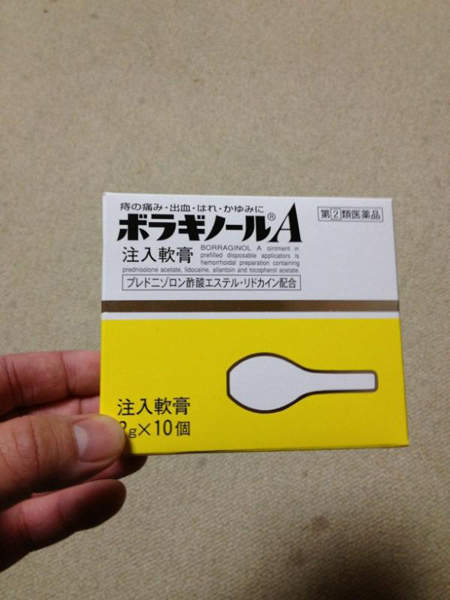 痔の痛み・出血・はれ・かゆみに
ボラギノール®A
指定②類医薬品
注入軟膏
BORRAGINOL A ointment in
prefilled disposable applicators is
hemorrhoidal preparation containing
prednisolone acetate, lidocaine, allantoin and tocopherol acetate.
プレドニゾロン酢酸エステル・リドカイン配合
注入軟膏
2g×10個